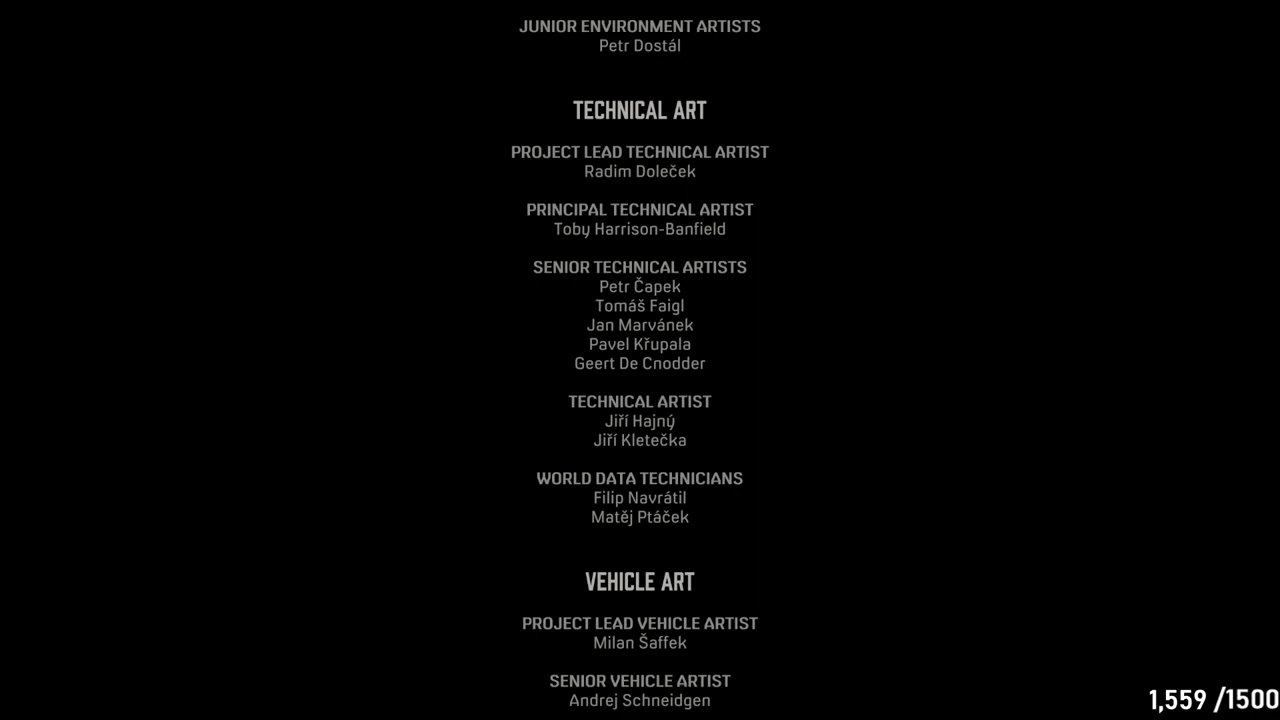 JUNIOR ENVIRONMENT ARTISTS
Petr Dostál
TECHNICAL ART
PROJECT LEAD TECHNICAL ARTIST
Radim Doleček
PRINCIPAL TECHNICAL ARTIST
Toby Harrison-Banfield
SENIOR TECHNICAL ARTISTS
Petr Čapek
Tomáš Faigl
Jan Marvánek
Pavel Křupala
Geert De Cnodder
TECHNICAL ARTIST
Jiří Hajný
Jiří Kletečka
WORLD DATA TECHNICIANS
Filip Navrátil
Matěj Ptáček
VEHICLE ART
PROJECT LEAD VEHICLE ARTIST
Milan Šaffek
SENIOR VEHICLE ARTIST
Andrej Schneidgen
1,559 /1500